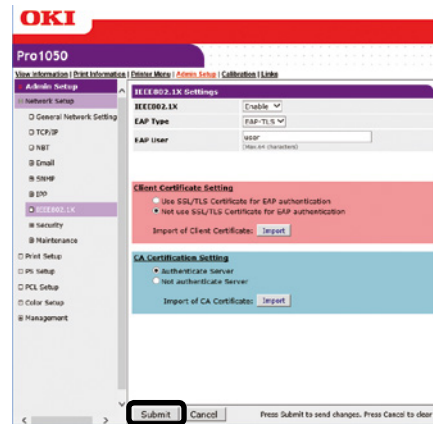 OKI
Pro1050
View Information | Print Information | Printer Menu | Admin Setup | Calibration | Links
Admin Setup
Network Setup
General Network Setting
TCP/IP
NBT
Email
SNMP
IPP
IEEE802.1X
Security
Maintenance
Print Setup
PS Setup
PCL Setup
Color Setup
Management
IEEE802.1X Settings
IEEE802.1X Enable
EAP Type EAP-TLS
EAP User user
(Max.64 characters)
Client Certificate Setting
Use SSL/TLS Certificate for EAP authentication
Not use SSL/TLS Certificate for EAP authentication
Import of Client Certificate: Import
CA Certification Setting
Authenticate Server
Not authenticate Server
Import of CA Certificate: Import
Submit Cancel Press Submit to send changes. Press Cancel to clear